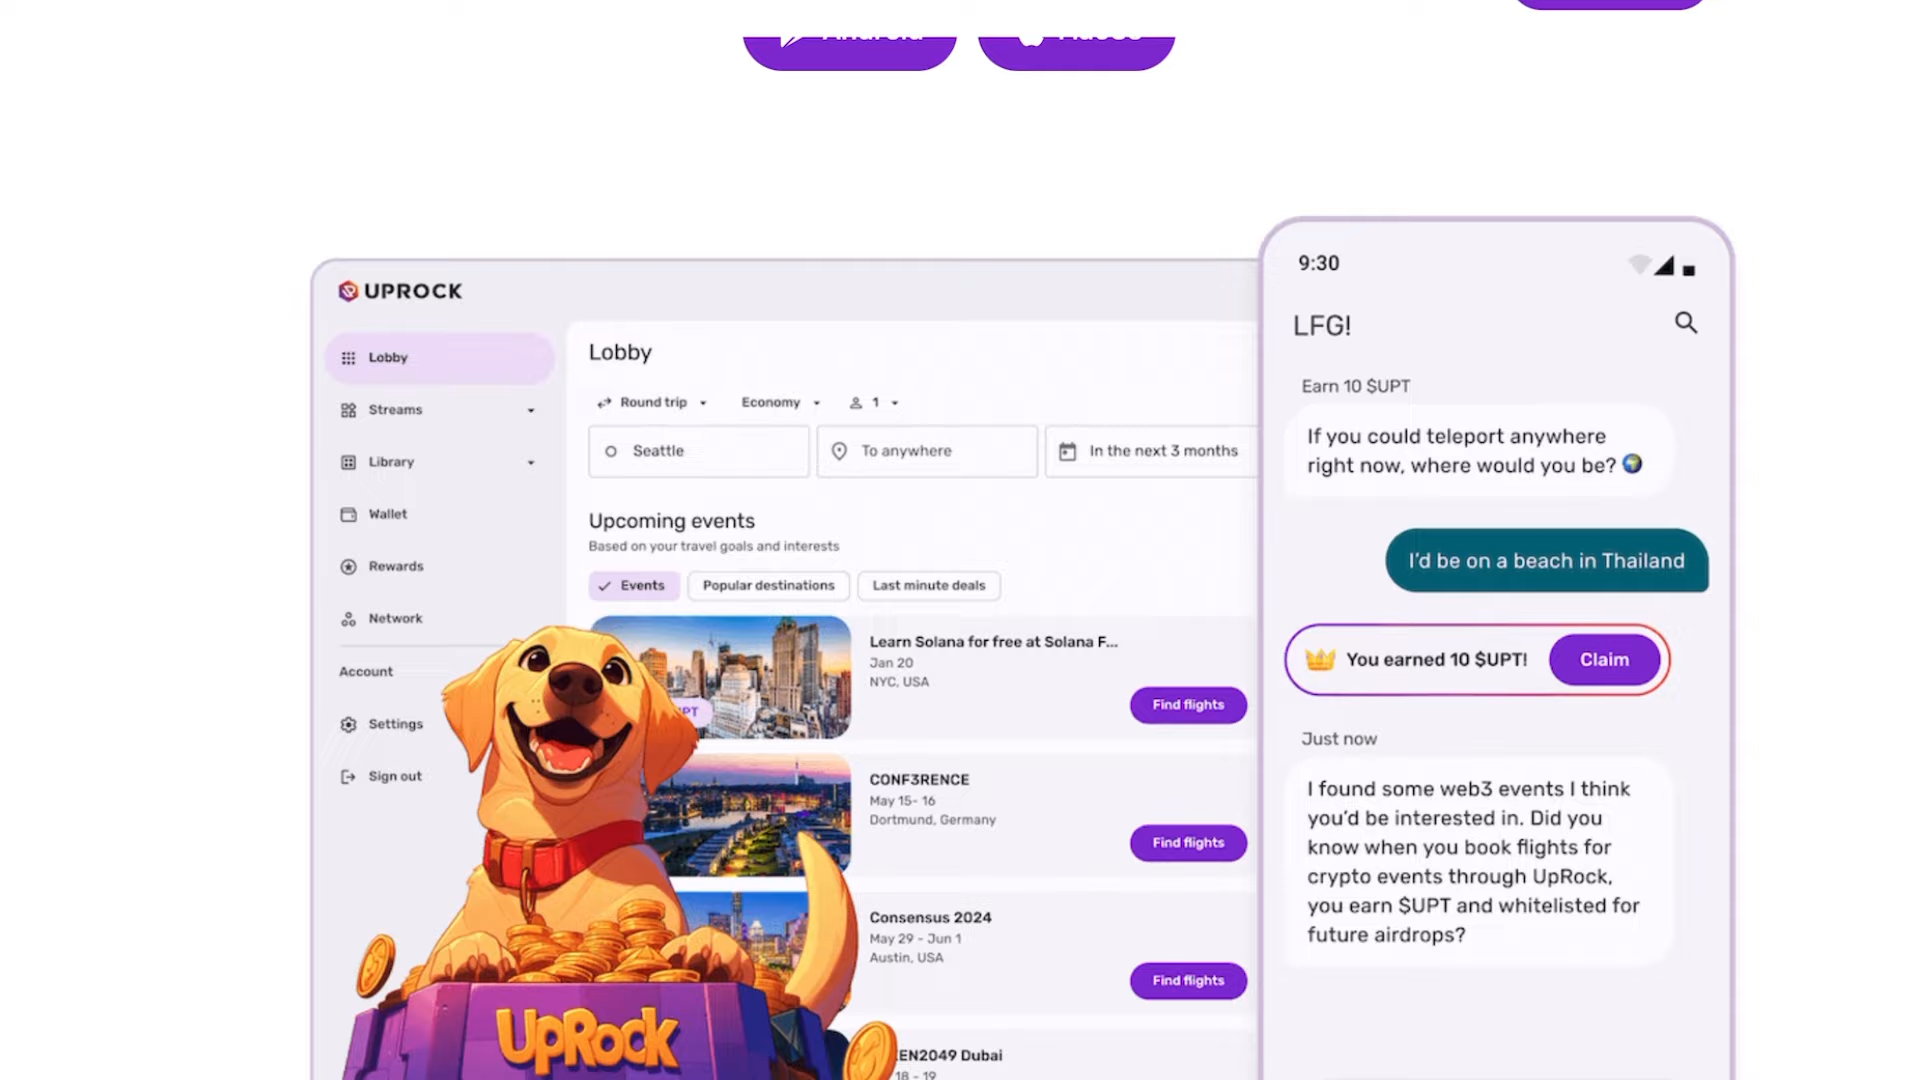 UPROCK
Lobby
Streams
Library
Wallet
Rewards
Network
Account
Settings
Sign out
Lobby
Round trip
Economy
1
Seattle
To anywhere
In the next 3 months
Upcoming events
Based on your travel goals and interests
Events
Popular destinations
Last minute deals
Learn Solana for free at Solana F...
Jan 20
NYC, USA
Find flights
CONF3RENCE
May 15- 16
Dortmund, Germany
Find flights
Consensus 2024
May 29 - Jun 1
Austin, USA
Find flights
EN2049 Dubai
18 - 19
UpRock
9:30
LFG!
Earn 10 $UPT
If you could teleport anywhere
right now, where would you be? 🌍
I'd be on a beach in Thailand
You earned 10 $UPT!
Claim
Just now
I found some web3 events I think
you'd be interested in. Did you
know when you book flights for
crypto events through UpRock,
you earn $UPT and whitelisted for
future airdrops?